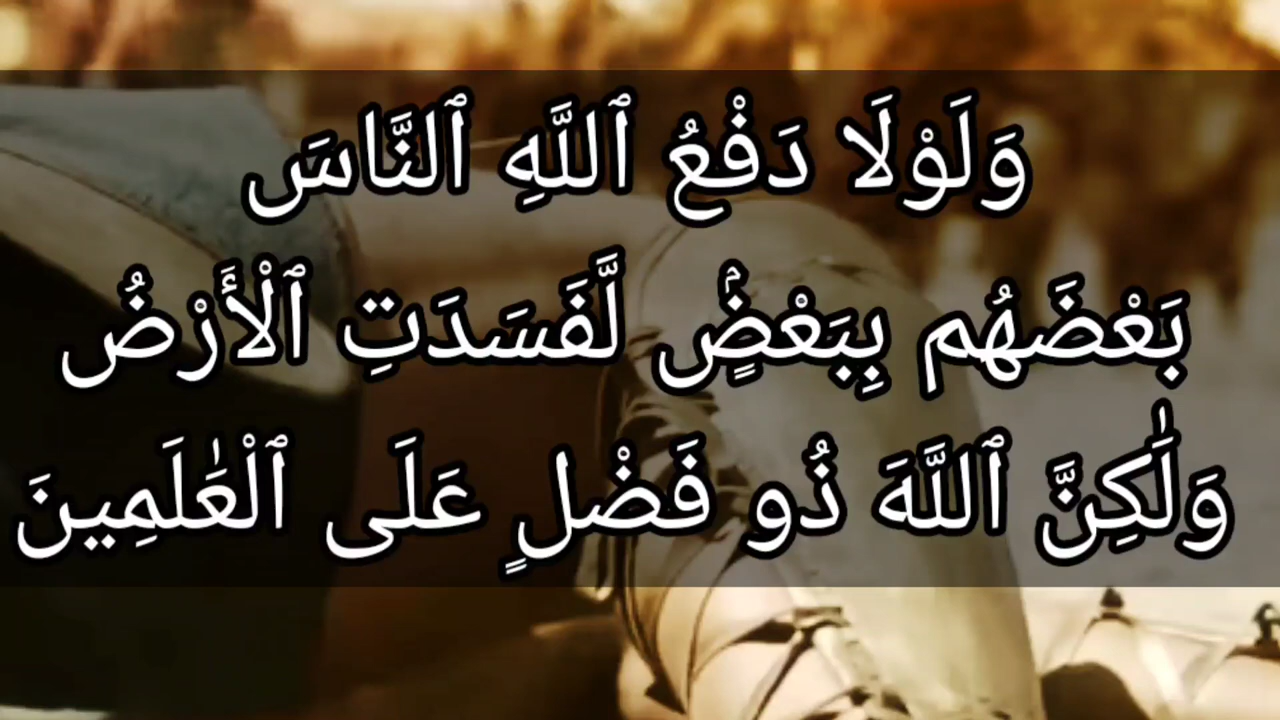 وَلَوْلَا دَفْعُ ٱللَّهِ ٱلنَّاسَ
بَعْضَهُم بِبَعْضٍۢ لَّفَسَدَتِ ٱلْأَرْضُ
وَلَٰكِنَّ ٱللَّهَ ذُو فَضْلٍ عَلَى ٱلْعَٰلَمِينَ